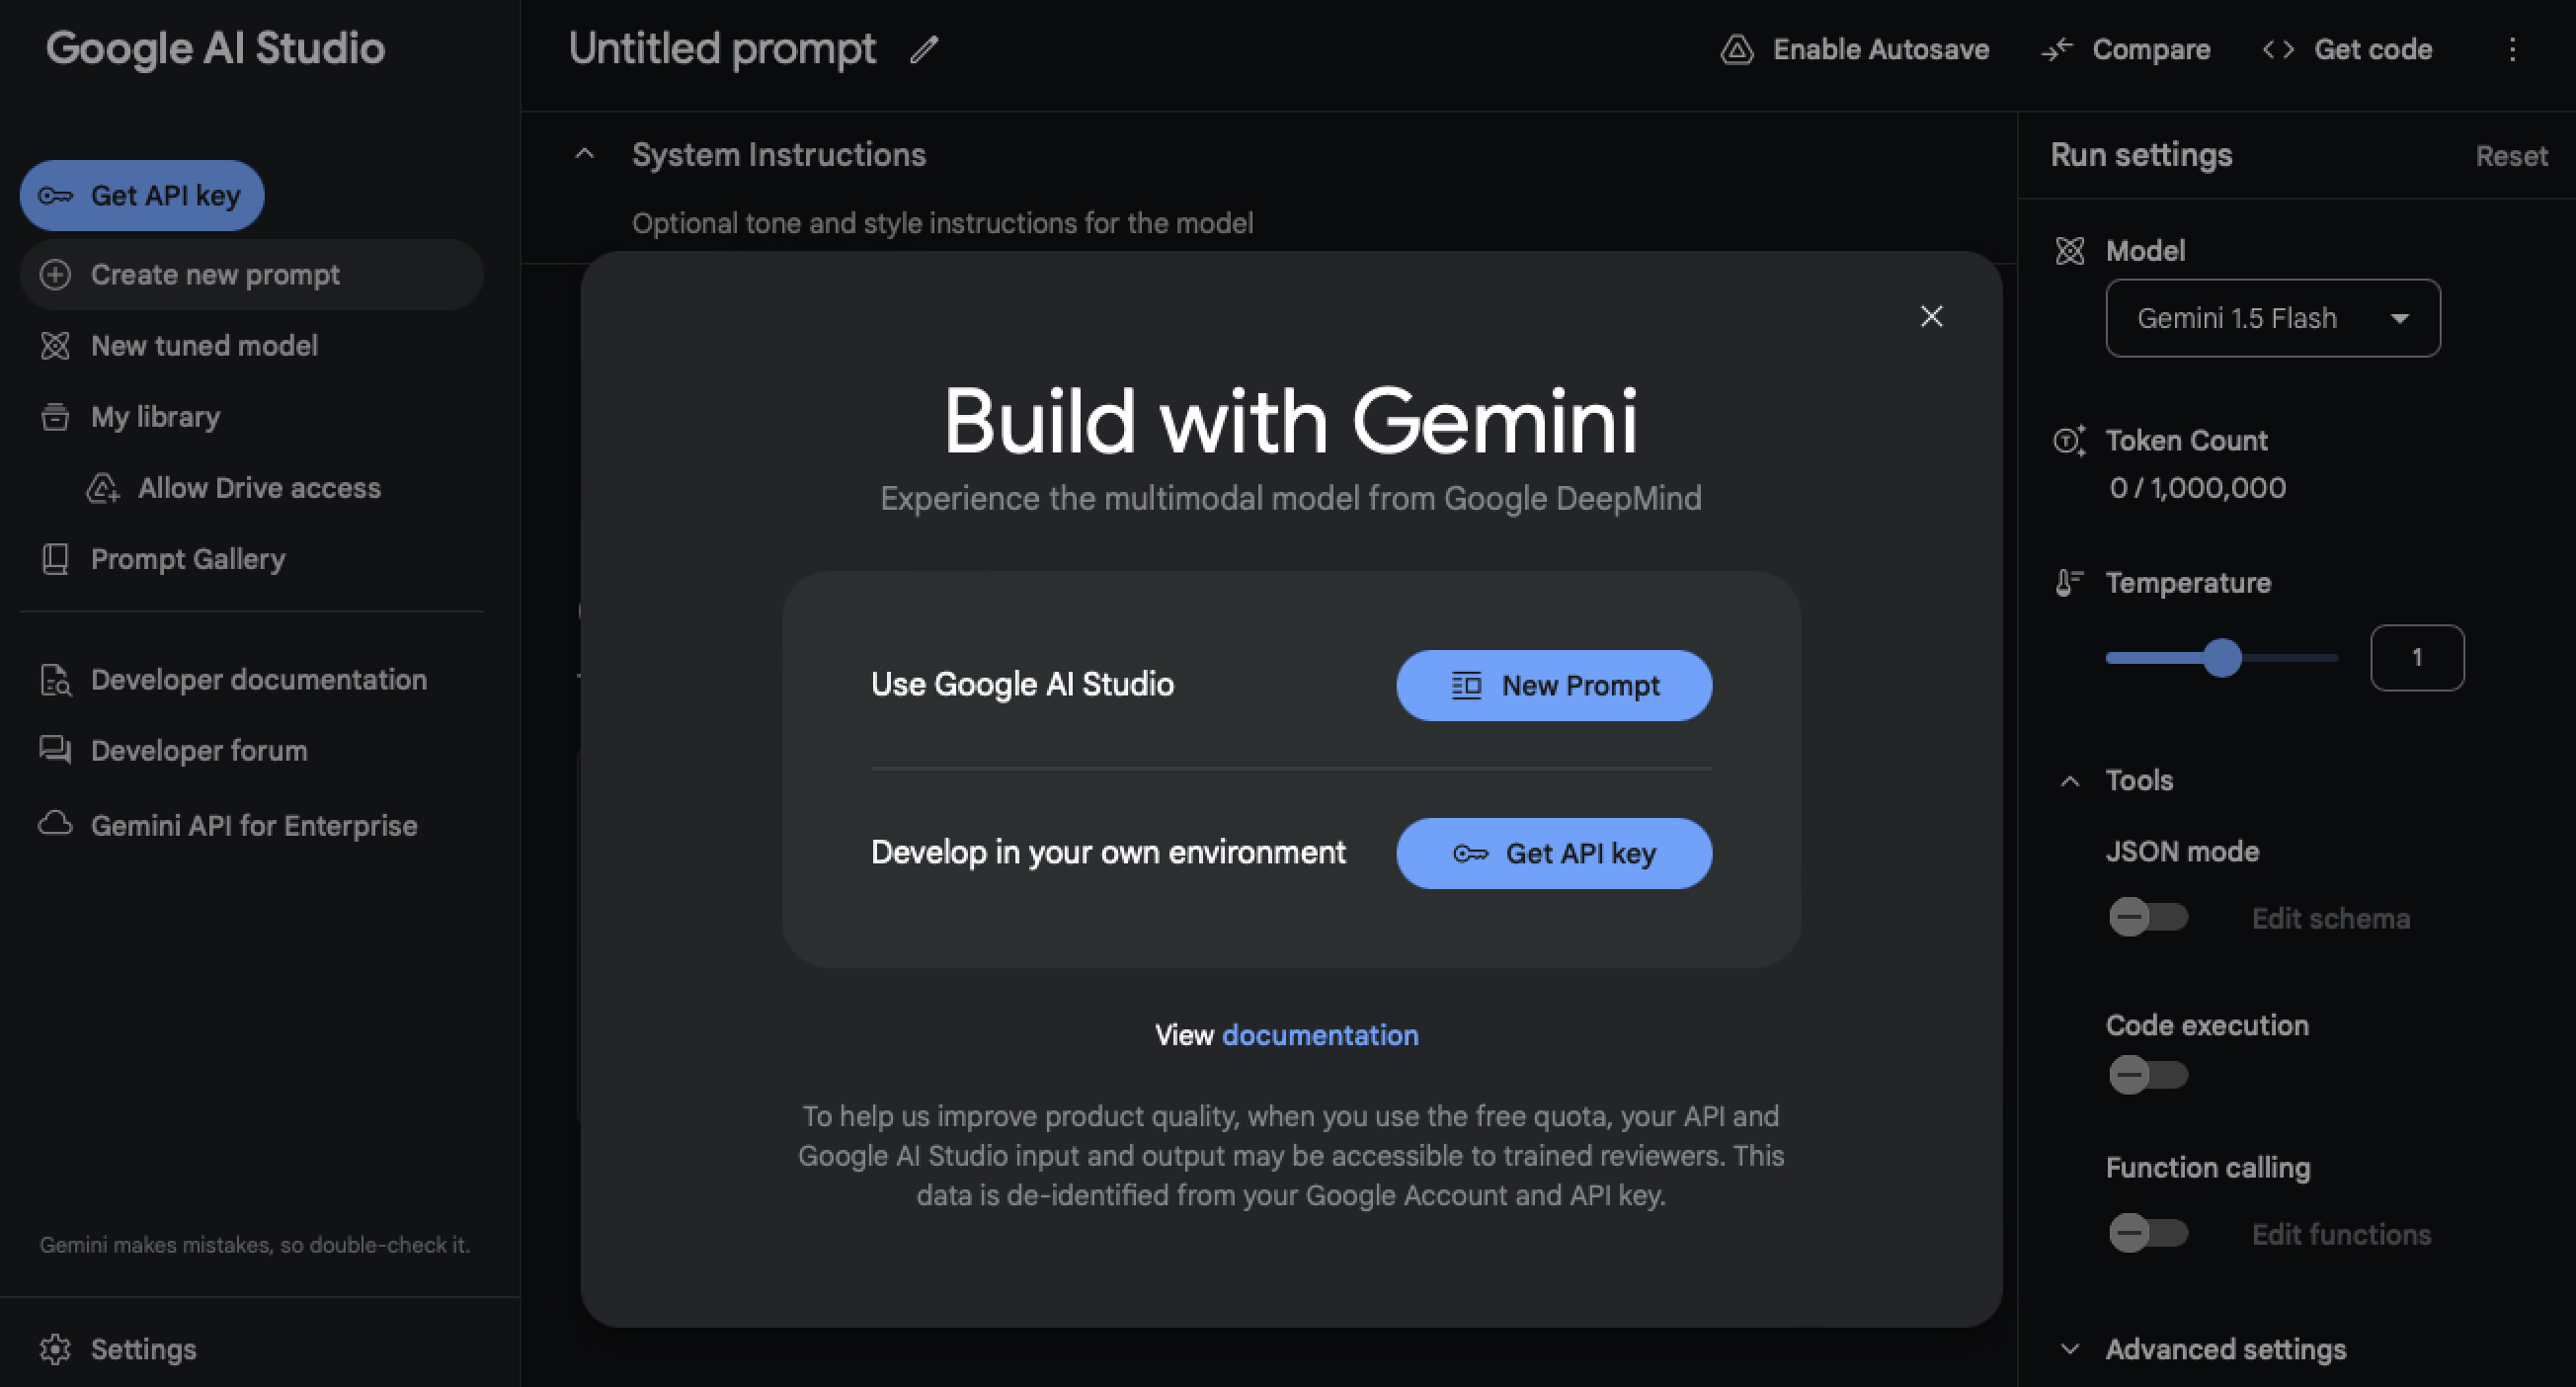 Google AI Studio
Get API key
Create new prompt
New tuned model
My library
Allow Drive access
Prompt Gallery
Developer documentation
Developer forum
Gemini API for Enterprise
Gemini makes mistakes, so double-check it.
Settings
Untitled prompt
Enable Autosave
Compare
Get code
System Instructions
Optional tone and style instructions for the model
Build with Gemini
Experience the multimodal model from Google DeepMind
Use Google AI Studio
New Prompt
Develop in your own environment
Get API key
View documentation
To help us improve product quality, when you use the free quota, your API and
Google AI Studio input and output may be accessible to trained reviewers. This
data is de-identified from your Google Account and API key.
Run settings
Reset
Model
Gemini 1.5 Flash
Token Count
0 / 1,000,000
Temperature
1
Tools
JSON mode
Edit schema
Code execution
Function calling
Edit functions
Advanced settings